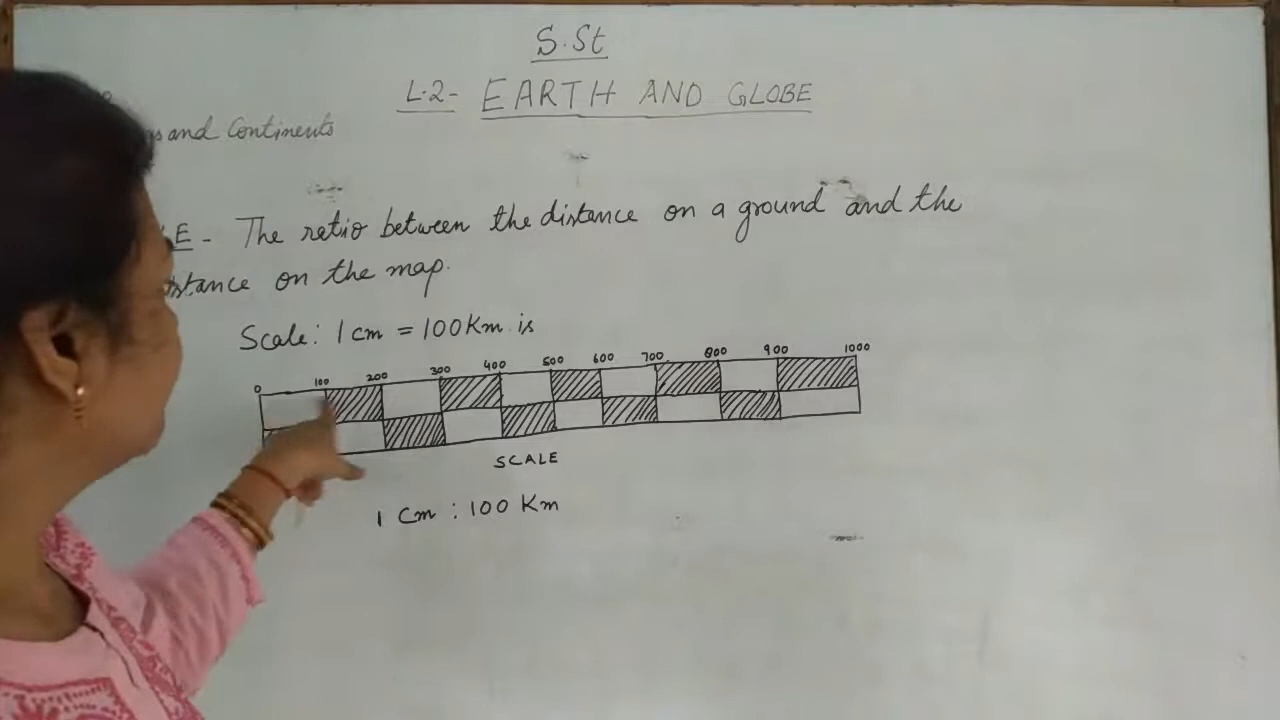 S.St
L.2- EARTH AND GLOBE
and Continents
The ratio between the distance on a ground and the
on the map.
Scale: 1 cm = 100 Km is
0 100 200 300 400 500 600 700 800 900 1000
SCALE
1 Cm : 100 Km